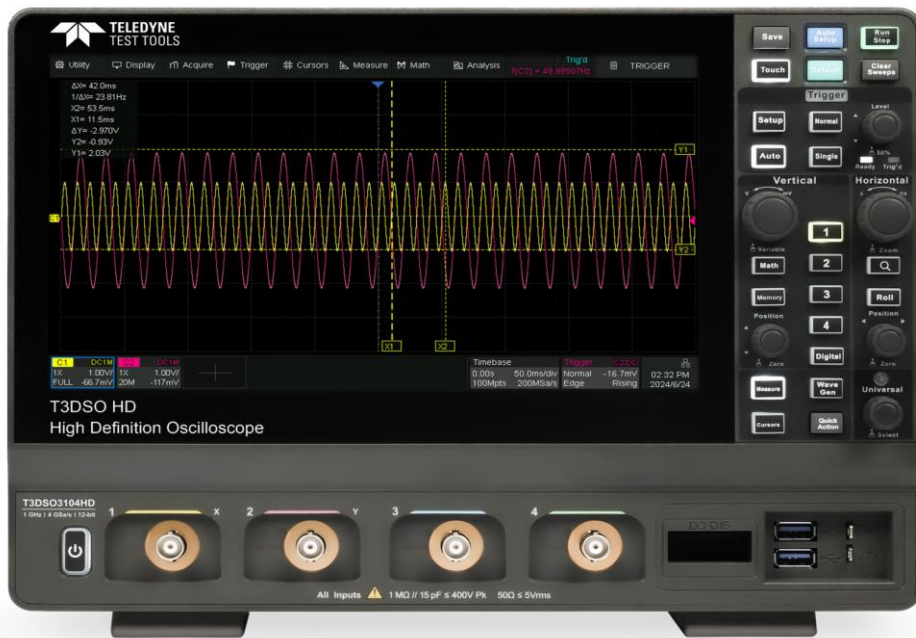 TELEDYNE
TEST TOOLS
Utility Display Acquire Trigger Cursors Measure Math Analysis Trig'd TRIGGER
f(C2) = 49.99507Hz
ΔX= 42.0ms
1/ΔX= 23.81Hz
X2= 53.5ms
X1= 11.5ms
ΔY= -2.970V
Y2= -0.93V
Y1= 2.03V
Y1
C1
Y2
X1 X2
C1 DC1M C2 DC1M Timebase Trigger C2 DC
1X 1.00V/ 1X 1.00V/ 0.00s 50.0ms/div Normal -16.7mV 02:32 PM
FULL -66.7mV 20M -117mV 100Mpts 200MSa/s Edge Rising 2024/6/24
T3DSO HD
High Definition Oscilloscope
Save Auto Setup Run Stop
Touch Default Clear Sweeps
Trigger
Setup Normal Level
50%
Auto Single Ready Trig'd
Vertical Horizontal
V mV s ns
1
Variable Zoom
Math 2
Memory 3 Roll
Position Position
4
Zero Digital Zero
Measure Wave Gen Universal
Cursors Quick Action Select
T3DSO3104HD
1 GHz | 4 GSa/s | 12-bit
1 X 2 Y 3 4
D0-D15
All Inputs 1 MΩ // 15 pF ≤ 400V Pk 50Ω ≤ 5Vrms